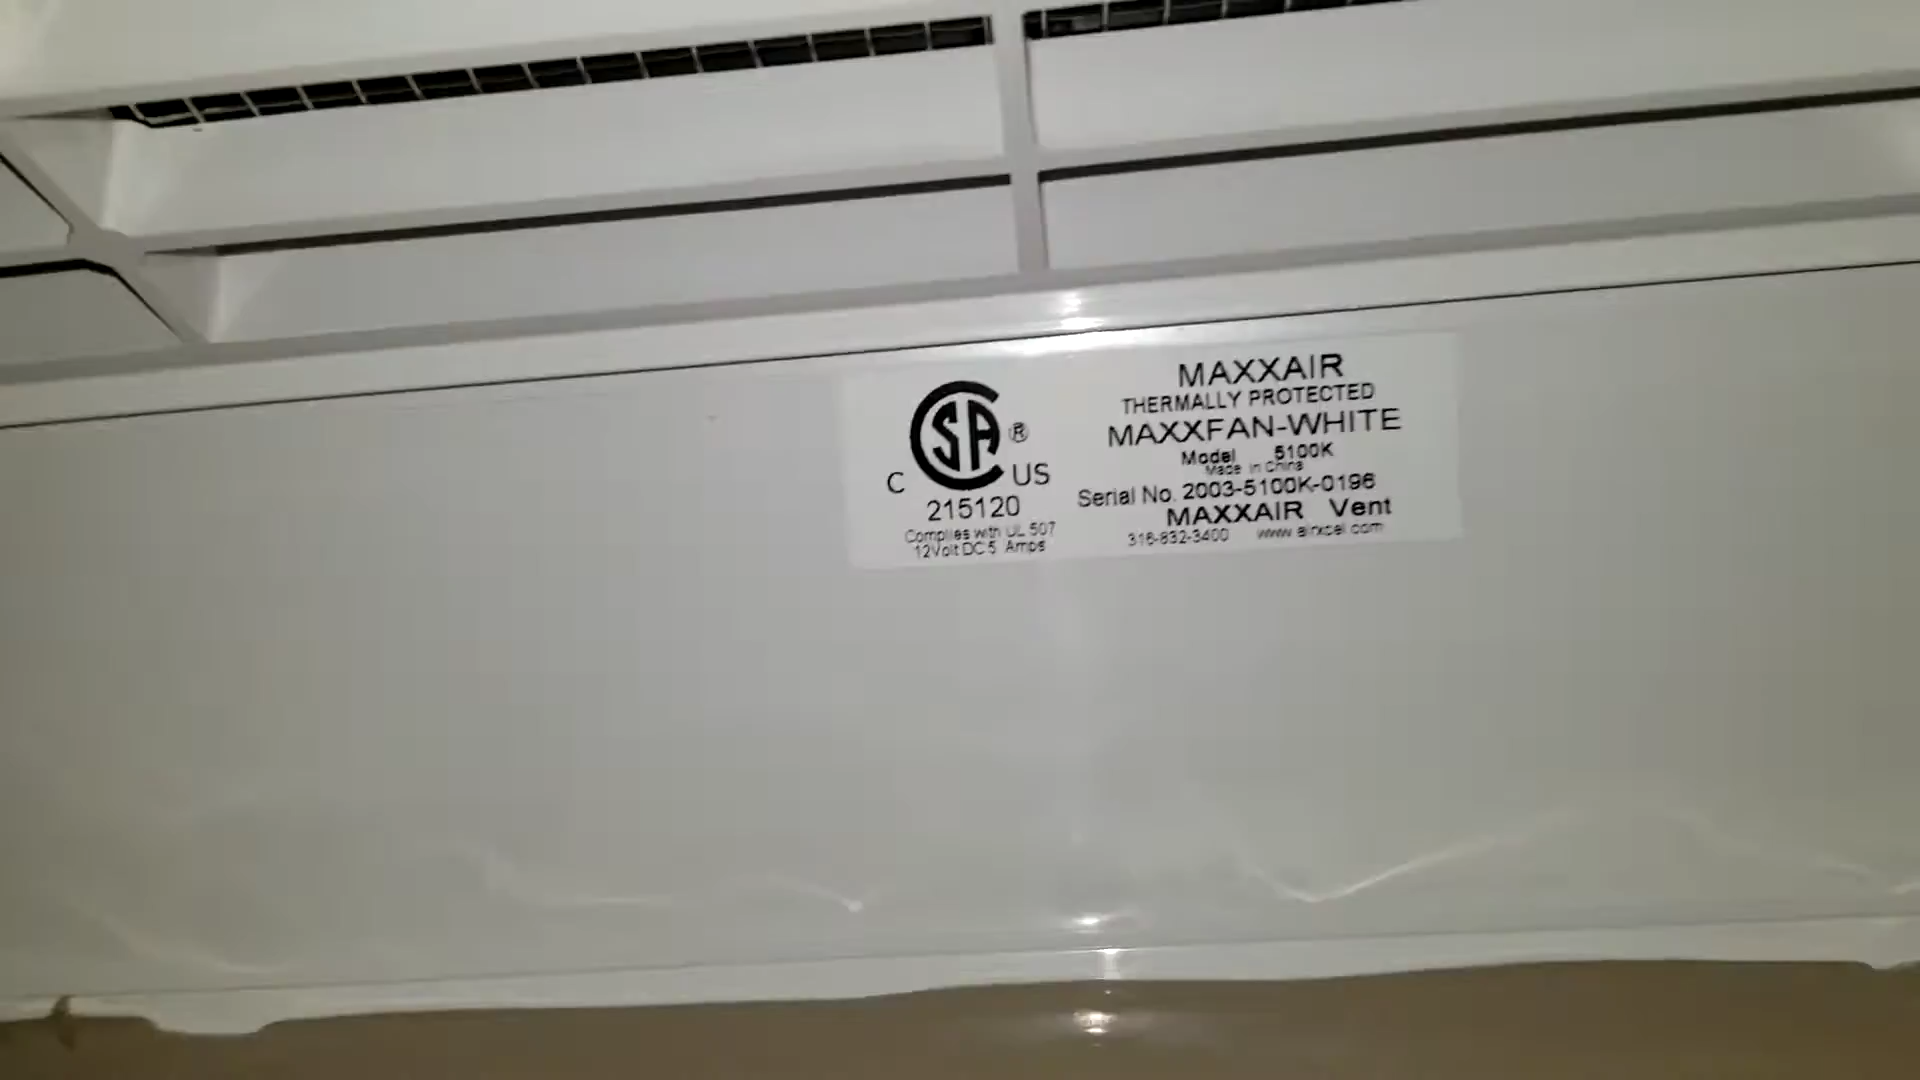 MAXXAIR
THERMALLY PROTECTED
MAXXFAN-WHITE
Model 5100K
Made in China
Serial No. 2003-5100K-0196
MAXXAIR Vent
316-832-3400 www.airxcel.com
CSA®
C US
215120
Complies with UL 507
12Volt DC 5 Amps